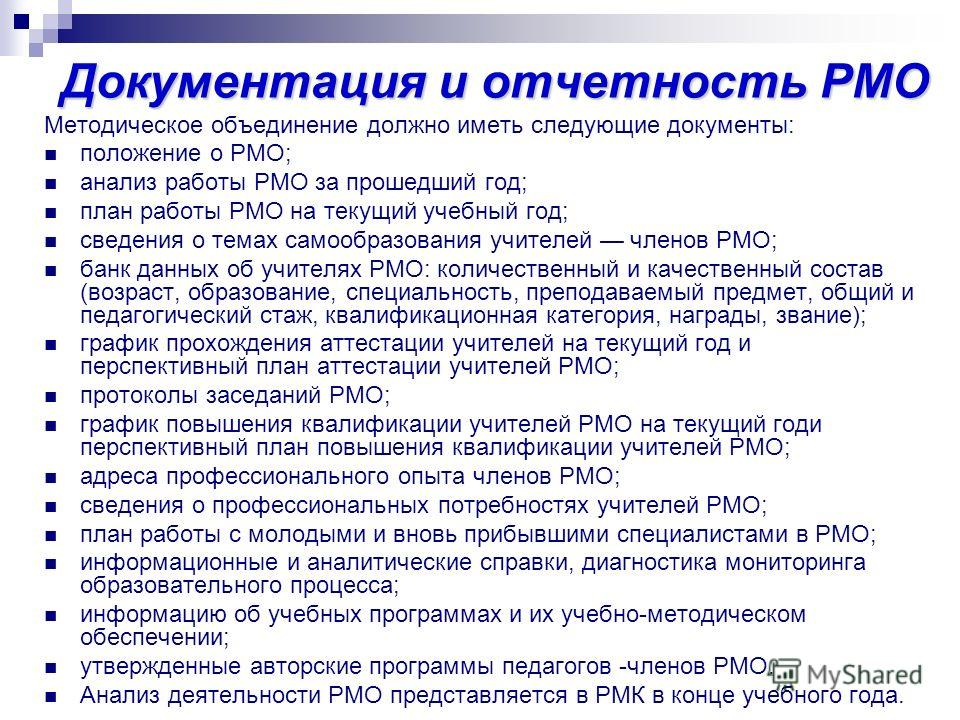 Документация и отчетность РМО
Методическое объединение должно иметь следующие документы:
положение о РМО;
анализ работы РМО за прошедший год;
план работы РМО на текущий учебный год;
сведения о темах самообразования учителей — членов РМО;
банк данных об учителях РМО: количественный и качественный состав
(возраст, образование, специальность, преподаваемый предмет, общий и
педагогический стаж, квалификационная категория, награды, звание);
график прохождения аттестации учителей на текущий год и
перспективный план аттестации учителей РМО;
протоколы заседаний РМО;
график повышения квалификации учителей РМО на текущий годи
перспективный план повышения квалификации учителей РМО;
адреса профессионального опыта членов РМО;
сведения о профессиональных потребностях учителей РМО;
план работы с молодыми и вновь прибывшими специалистами в РМО;
информационные и аналитические справки, диагностика мониторинга
образовательного процесса;
информацию об учебных программах и их учебно-методическом
обеспечении;
утвержденные авторские программы педагогов -членов РМО.
Анализ деятельности РМО представляется в РМК в конце учебного года.
MyShared